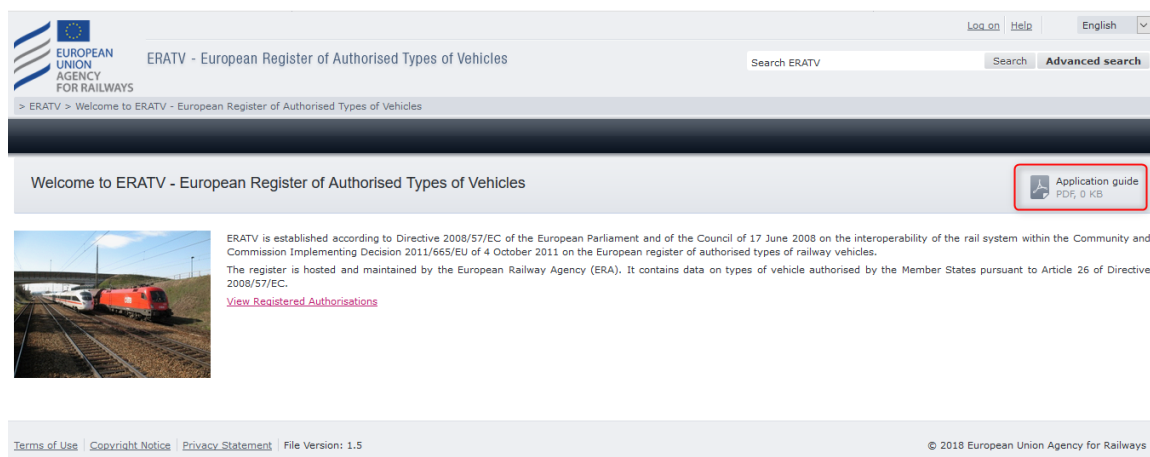 Log on Help English
EUROPEAN
UNION
AGENCY
FOR RAILWAYS
ERATV - European Register of Authorised Types of Vehicles
Search ERATV Search Advanced search
> ERATV > Welcome to ERATV - European Register of Authorised Types of Vehicles
Welcome to ERATV - European Register of Authorised Types of Vehicles
Application guide
PDF, 0 KB
ERATV is established according to Directive 2008/57/EC of the European Parliament and of the Council of 17 June 2008 on the interoperability of the rail system within the Community and
Commission Implementing Decision 2011/665/EU of 4 October 2011 on the European register of authorised types of railway vehicles.
The register is hosted and maintained by the European Railway Agency (ERA). It contains data on types of vehicle authorised by the Member States pursuant to Article 26 of Directive
2008/57/EC.
View Registered Authorisations
Terms of Use Copyright Notice Privacy Statement File Version: 1.5
© 2018 European Union Agency for Railways